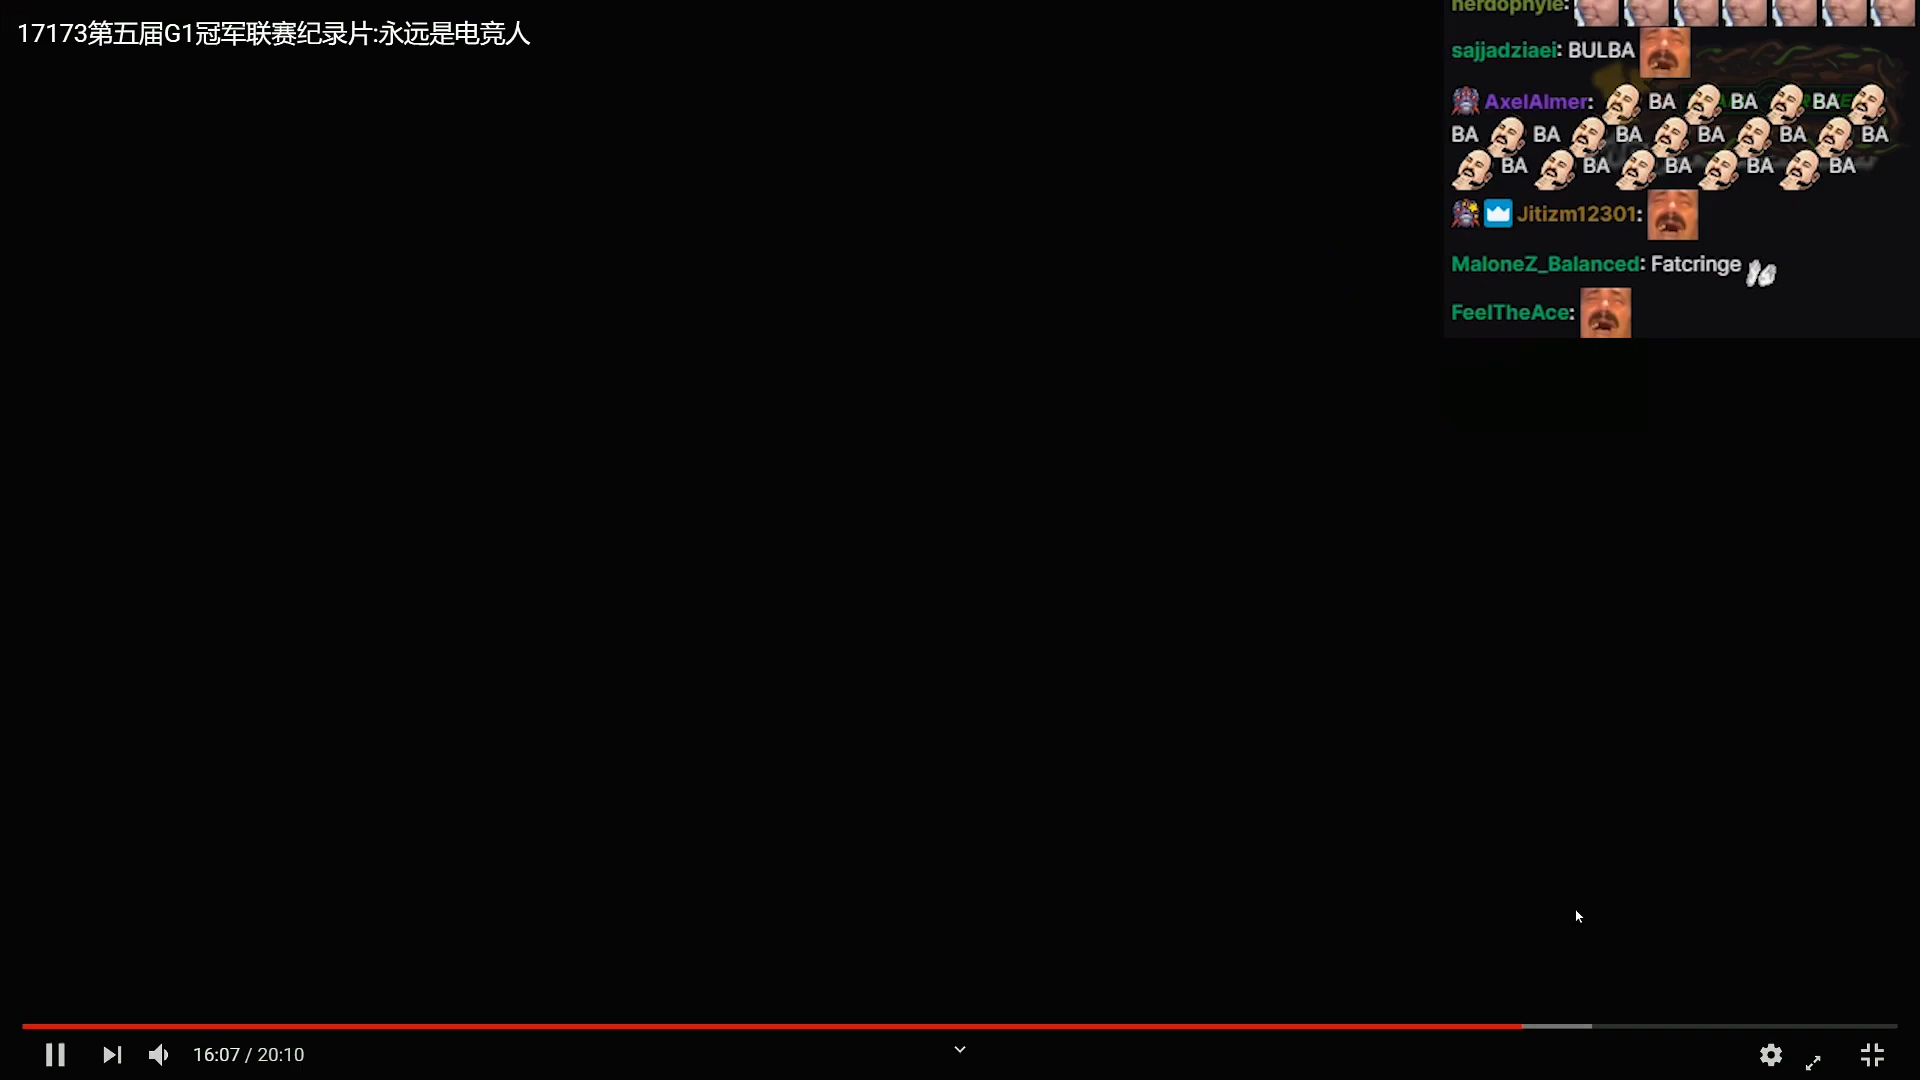 17173第五届G1冠军联赛纪录片:永远是电竞人
nerdophyle:
sajjadziaei: BULBA
AxelAlmer: BA BA BA
BA BA BA BA BA BA
BA BA BA BA BA
Jitizm12301:
MaloneZ_Balanced: Fatcringe
FeelTheAce:
16:07 / 20:10